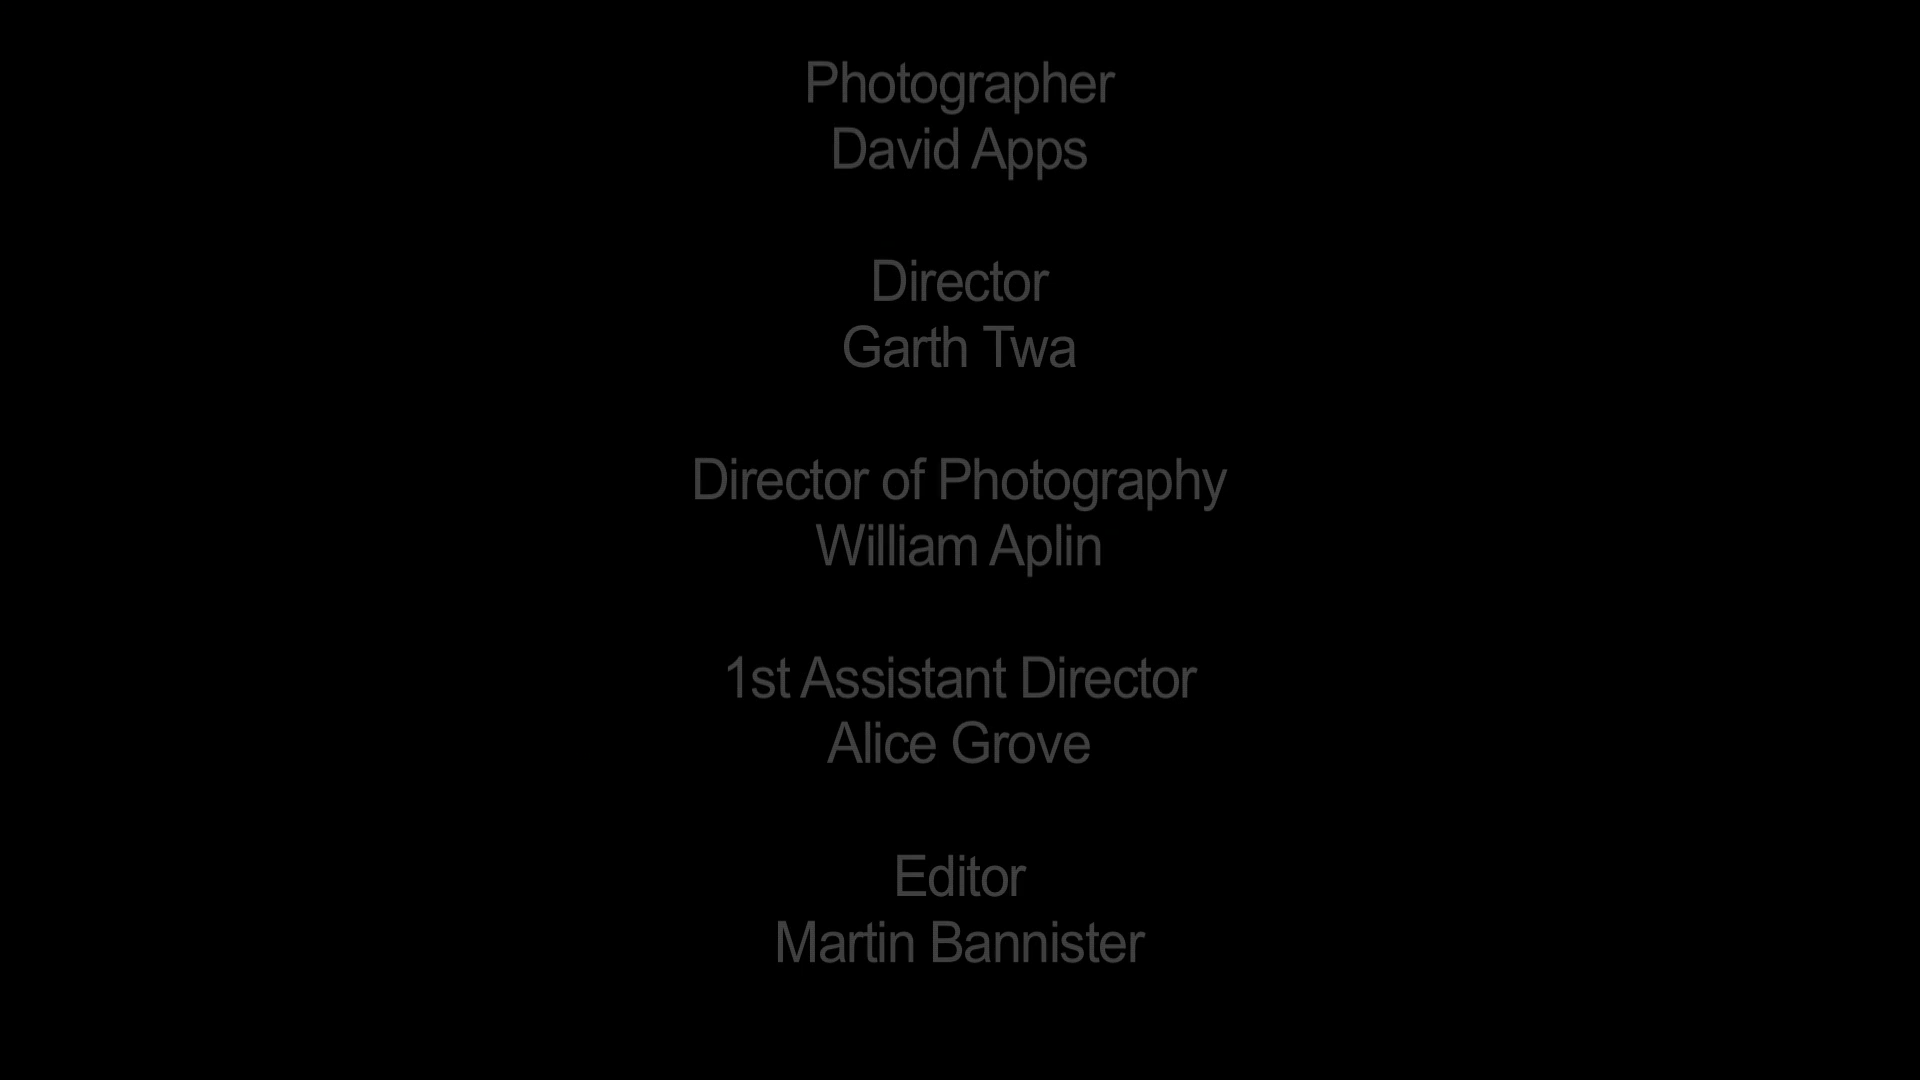 Photographer
David Apps
Director
Garth Twa
Director of Photography
William Aplin
1st Assistant Director
Alice Grove
Editor
Martin Bannister